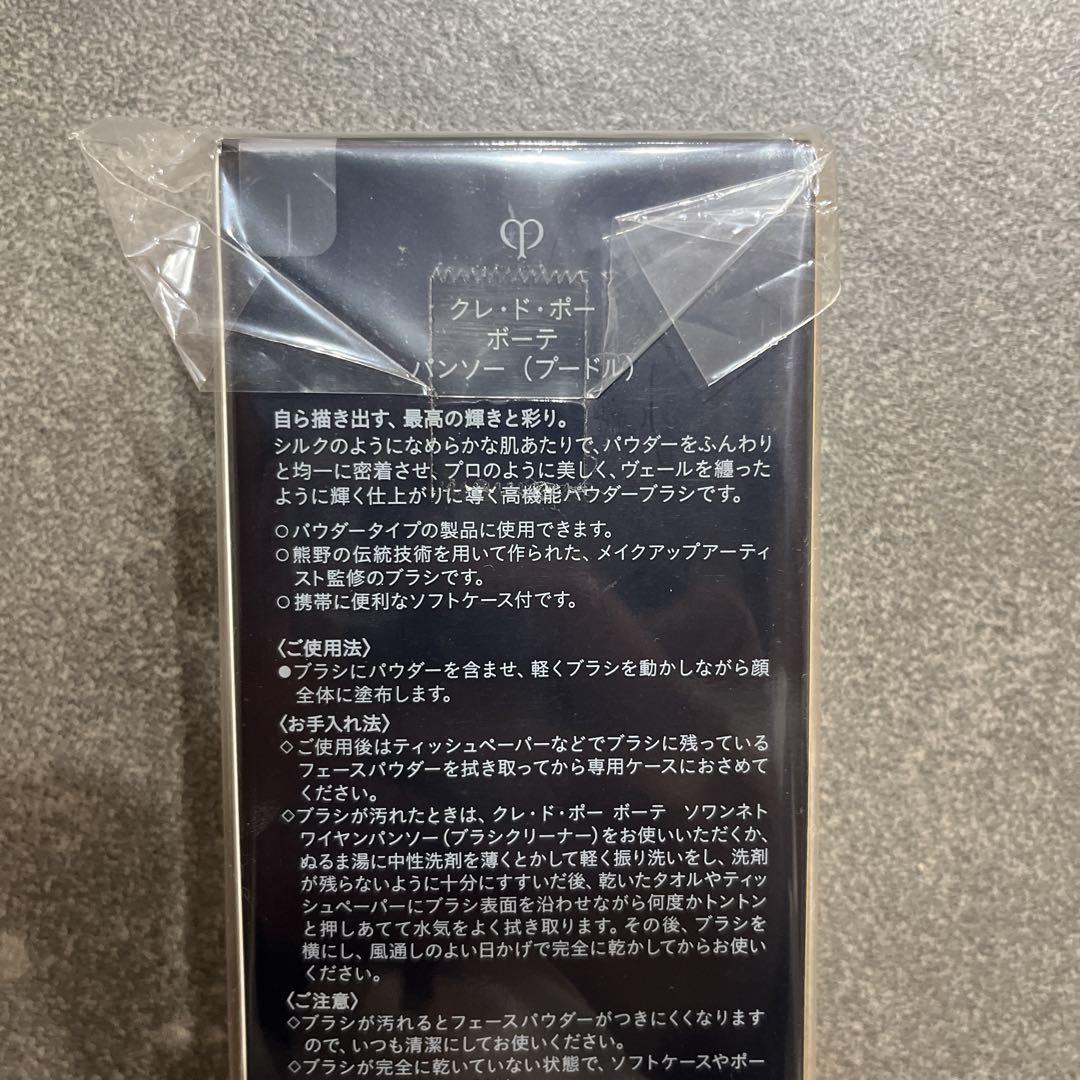 クレ・ド・ポー
ボーテ
パンソー（プードル）
自ら描き出す、最高の輝きと彩り。
シルクのようになめらかな肌あたりで、パウダーをふんわり
と均一に密着させ、プロのように美しく、ヴェールを纏った
ように輝く仕上がりに導く高機能パウダーブラシです。
○パウダータイプの製品に使用できます。
○熊野の伝統技術を用いて作られた、メイクアップアーティ
スト監修のブラシです。
○携帯に便利なソフトケース付です。
〈ご使用法〉
●ブラシにパウダーを含ませ、軽くブラシを動かしながら顔
全体に塗布します。
〈お手入れ法〉
◇ご使用後はティッシュペーパーなどでブラシに残っている
フェースパウダーを拭き取ってから専用ケースにおさめて
ください。
◇ブラシが汚れたときは、クレ・ド・ポー ボーテ　ソワンネト
ワイヤンパンソー（ブラシクリーナー）をお使いいただくか、
ぬるま湯に中性洗剤を薄くとかして軽く振り洗いをし、洗剤
が残らないように十分にすすいだ後、乾いたタオルやティッ
シュペーパーにブラシ表面を沿わせながら何度かトントン
と押しあてて水気をよく拭き取ります。その後、ブラシを
横にし、風通しのよい日かげで完全に乾かしてからお使い
ください。
〈ご注意〉
◇ブラシが汚れるとフェースパウダーがつきにくくなります
ので、いつも清潔にしてお使いください。
◇ブラシが完全に乾いていない状態で、ソフトケースやポー